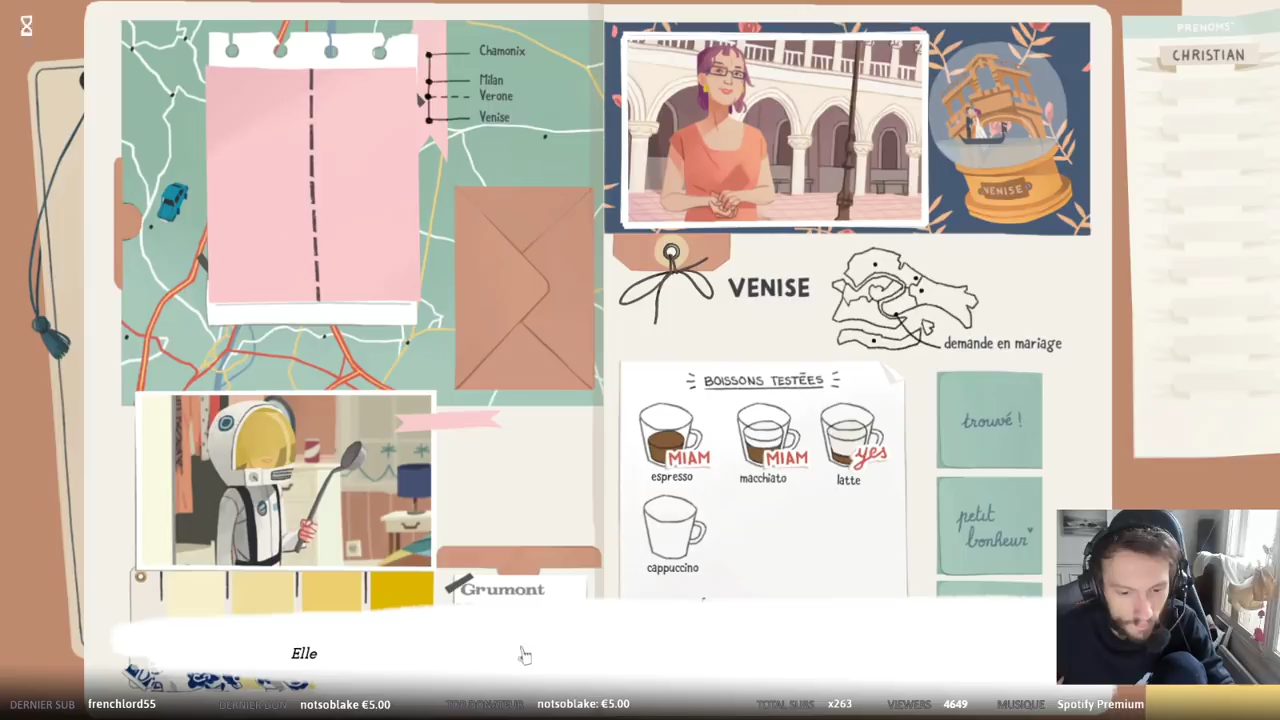 PRENOMS
CHRISTIAN
Chamonix
Milan
Verone
Venise
VENISE
VENISE
demande en mariage
BOISSONS TESTÉES
MIAM
MIAM
yes
espresso
macchiato
latte
cappuccino
trouvé !
petit
bonheur
Grumont
Elle
DERNIER SUB frenchlord55 DERNIER DON notsoblake €5.00 TOP DONATEUR notsoblake: €5.00 TOTAL SUBS x263 VIEWERS 4649 MUSIQUE Spotify Premium